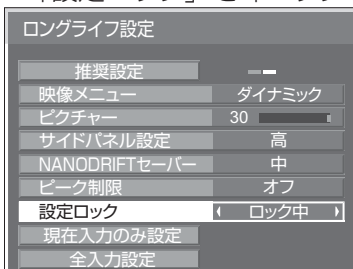 ロングライフ設定
推奨設定
映像メニュー ダイナミック
ピクチャー 30
サイドパネル設定 高
NANODRIFTセーバー 中
ピーク制限 オフ
設定ロック ロック中
現在入力のみ設定
全入力設定